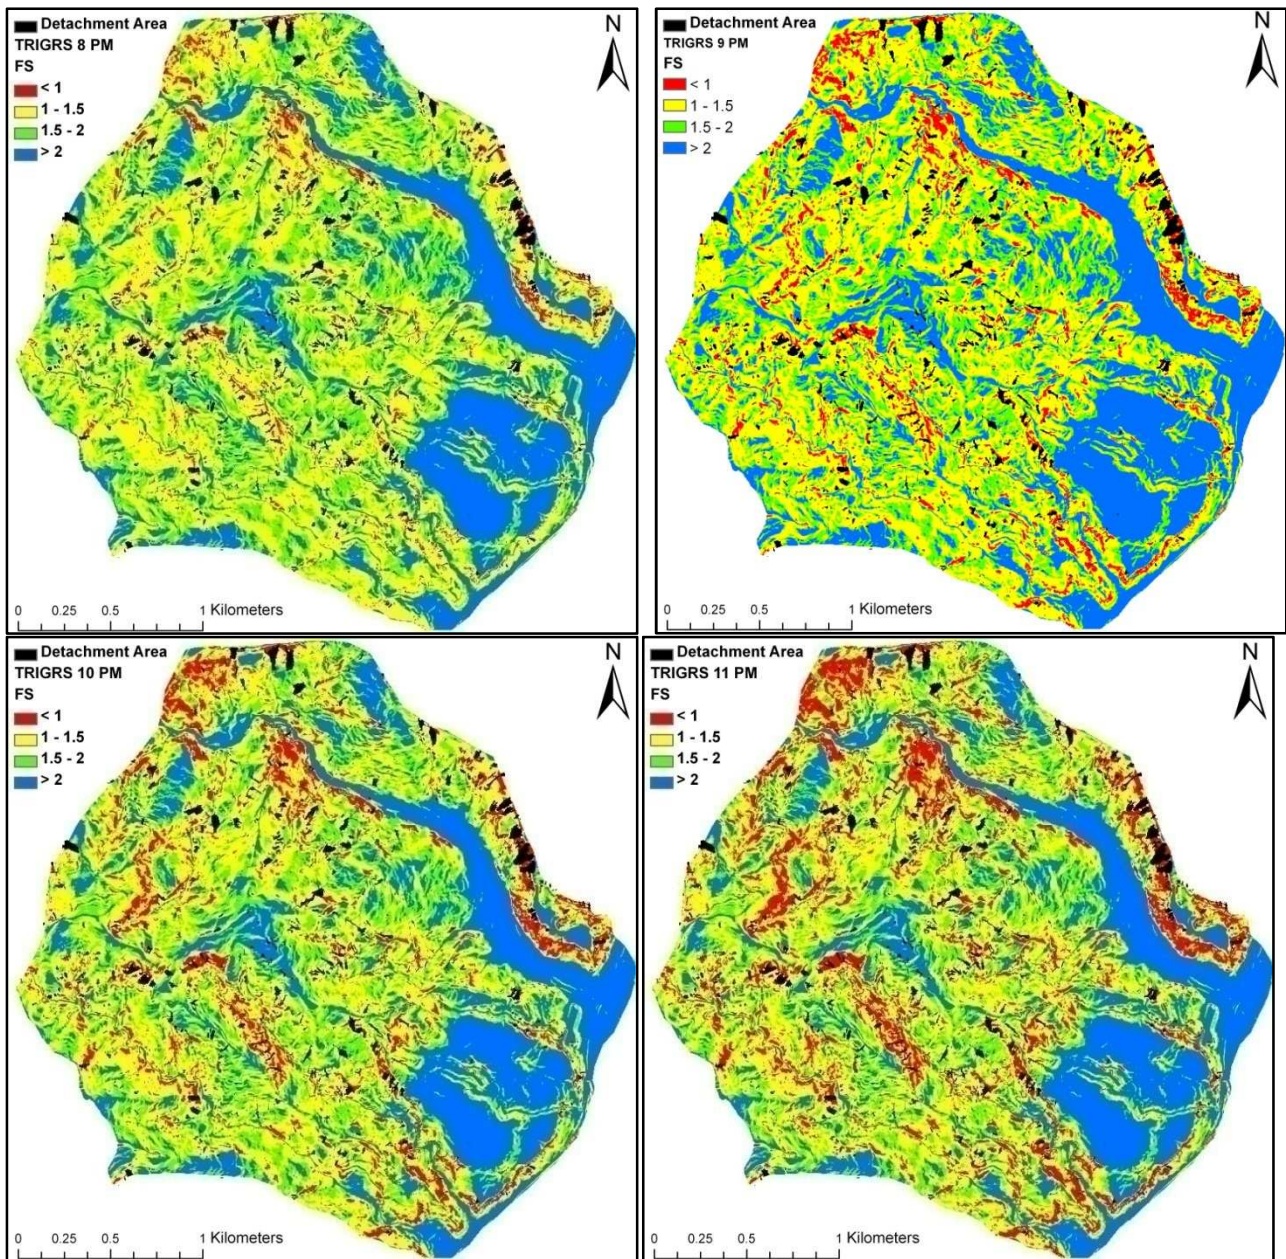 Detachment Area
TRIGRS 8 PM
FS
< 1
1 - 1.5
1.5 - 2
> 2
N
0 0.25 0.5 1 Kilometers
Detachment Area
TRIGRS 9 PM
FS
< 1
1 - 1.5
1.5 - 2
> 2
N
0 0.25 0.5 1 Kilometers
Detachment Area
TRIGRS 10 PM
FS
< 1
1 - 1.5
1.5 - 2
> 2
N
0 0.25 0.5 1 Kilometers
Detachment Area
TRIGRS 11 PM
FS
< 1
1 - 1.5
1.5 - 2
> 2
N
0 0.25 0.5 1 Kilometers